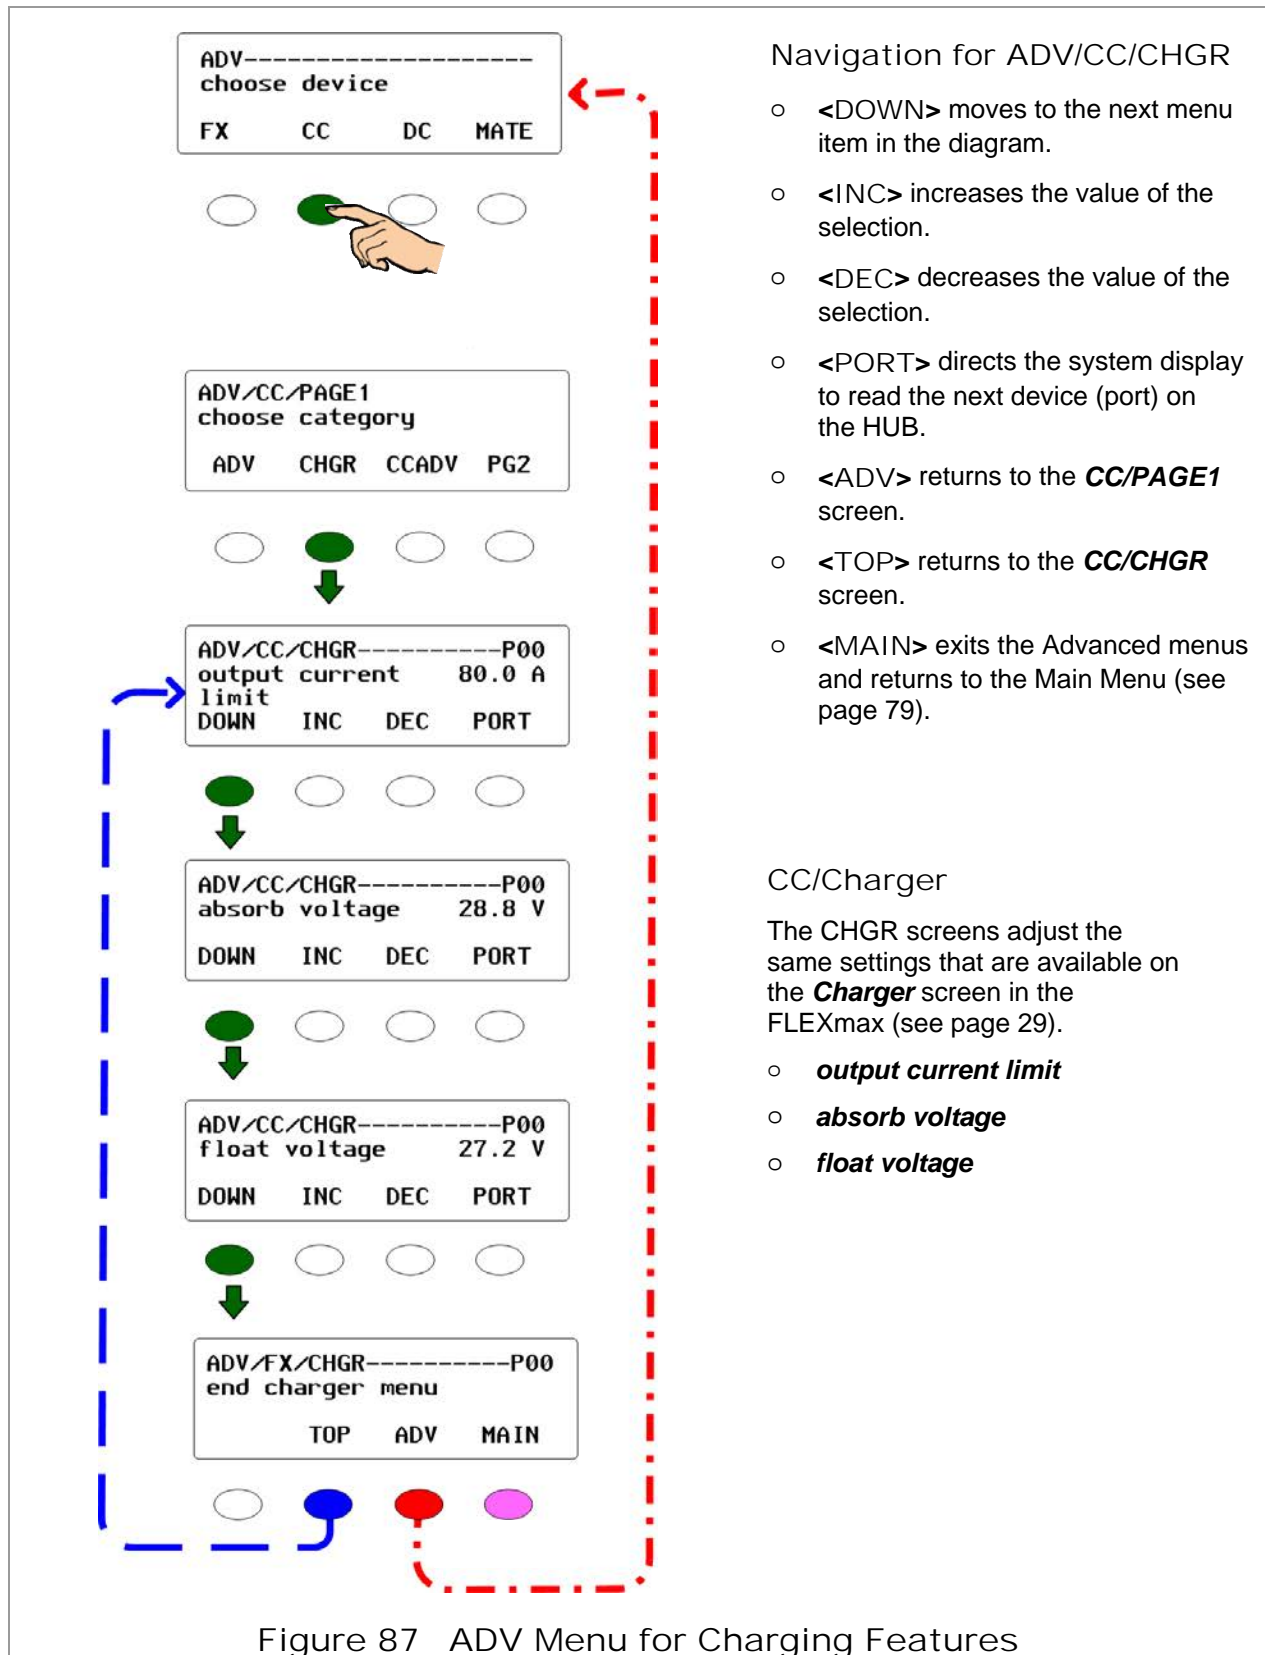 ADV---------------------
choose device
FX CC DC MATE
ADV/CC/PAGE1
choose category
ADV CHGR CCADV PG2
ADV/CC/CHGR----------P00
output current 80.0 A
limit
DOWN INC DEC PORT
ADV/CC/CHGR----------P00
absorb voltage 28.8 V
DOWN INC DEC PORT
ADV/CC/CHGR----------P00
float voltage 27.2 V
DOWN INC DEC PORT
ADV/FX/CHGR----------P00
end charger menu
TOP ADV MAIN
Navigation for ADV/CC/CHGR
o <DOWN> moves to the next menu
item in the diagram.
o <INC> increases the value of the
selection.
o <DEC> decreases the value of the
selection.
o <PORT> directs the system display
to read the next device (port) on
the HUB.
o <ADV> returns to the CC/PAGE1
screen.
o <TOP> returns to the CC/CHGR
screen.
o <MAIN> exits the Advanced menus
and returns to the Main Menu (see
page 79).
CC/Charger
The CHGR screens adjust the
same settings that are available on
the Charger screen in the
FLEXmax (see page 29).
o output current limit
o absorb voltage
o float voltage
Figure 87 ADV Menu for Charging Features